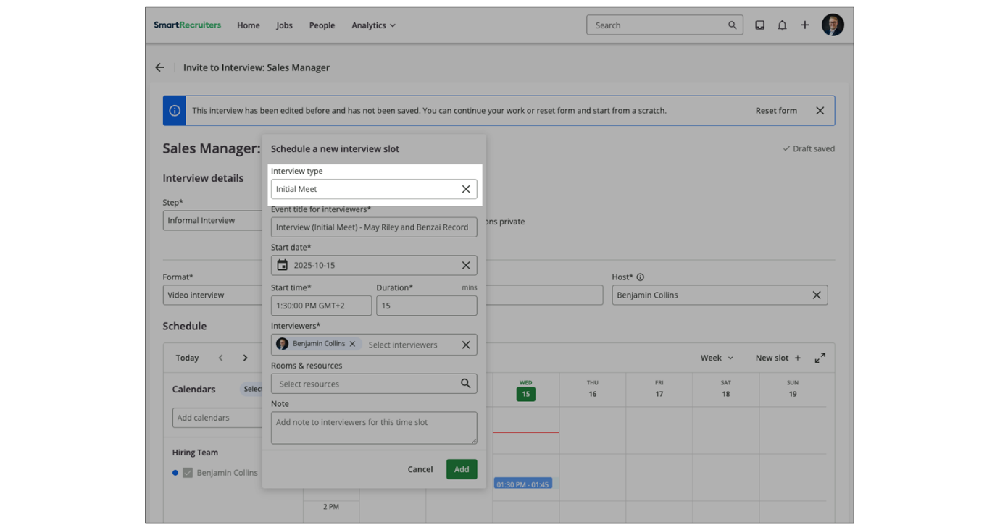 SmartRecruiters Home Jobs People Analytics Search
Invite to Interview: Sales Manager
This interview has been edited before and has not been saved. You can continue your work or reset form and start from a scratch. Reset form
Sales Manager:
Draft saved
Interview details
Step*
Informal Interview
ons private
Format*
Video interview
Host*
Benjamin Collins
Schedule a new interview slot
Interview type
Initial Meet
Event title for interviewers*
Interview (Initial Meet) - May Riley and Benzai Record
Start date*
2025-10-15
Start time* Duration* mins
1:30:00 PM GMT+2 15
Interviewers*
Benjamin Collins Select interviewers
Rooms & resources
Select resources
Note
Add note to interviewers for this time slot
Cancel Add
Schedule
Today Week New slot
Calendars Select
Add calendars
Hiring Team
Benjamin Collins
WED THU FRI SAT SUN
15 16 17 18 19
01:30 PM - 01:45
2 PM